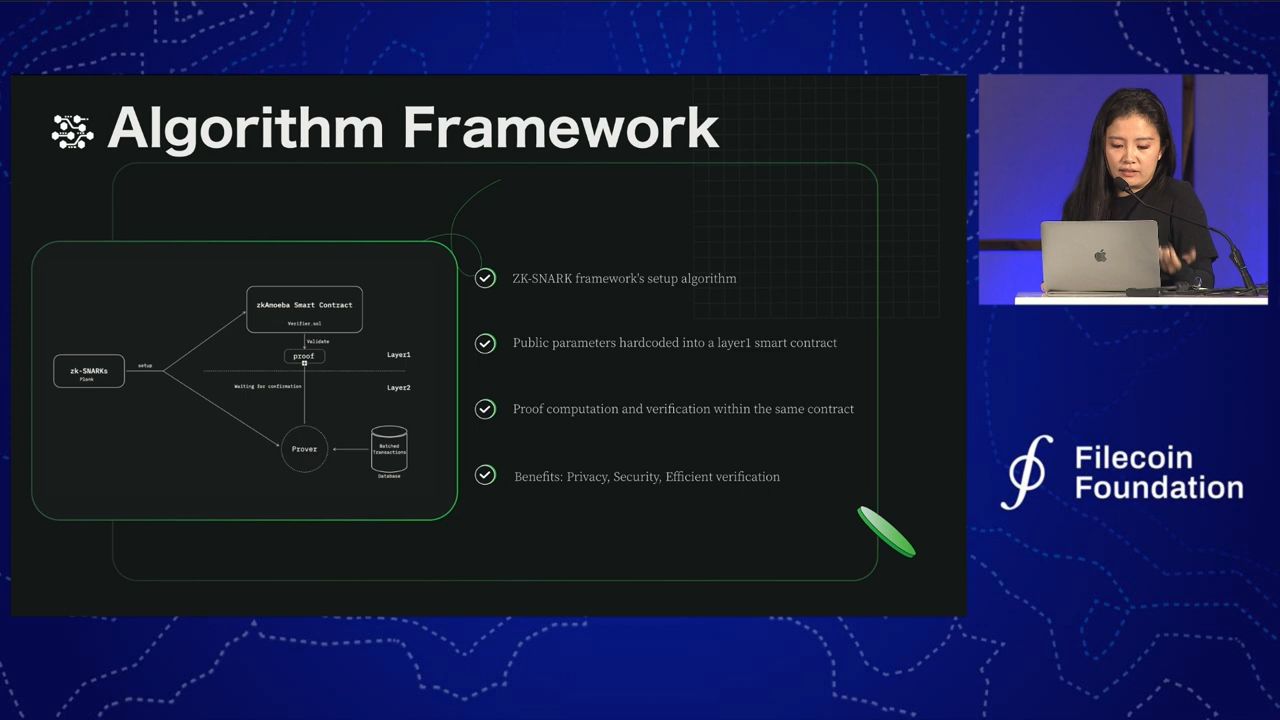 Algorithm Framework
zkAmoeba Smart Contract
Verifier.sol
Validate
proof
Layer1
zk-SNARKs
Plonk
setup
Waiting for confirmation
Layer2
Prover
Batched
Transactions
Database
ZK-SNARK framework's setup algorithm
Public parameters hardcoded into a layer1 smart contract
Proof computation and verification within the same contract
Benefits: Privacy, Security, Efficient verification
Filecoin
Foundation